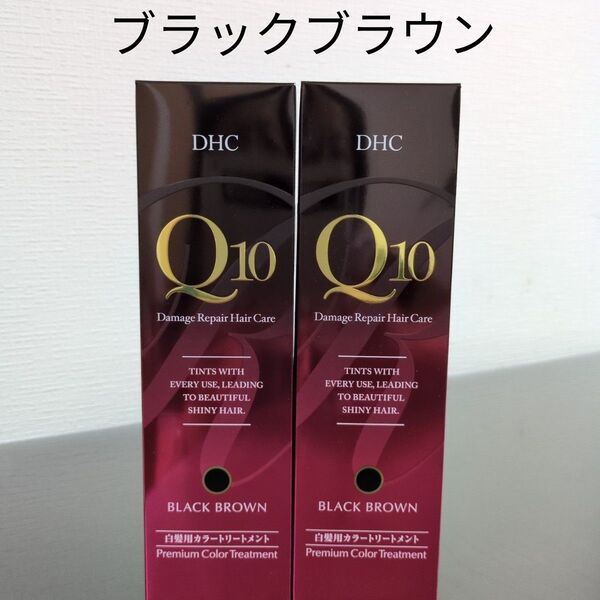 ブラックブラウン
DHC
Q10
Damage Repair Hair Care
TINTS WITH
EVERY USE, LEADING
TO BEAUTIFUL
SHINY HAIR.
BLACK BROWN
白髪用カラートリートメント
Premium Color Treatment
DHC
Q10
Damage Repair Hair Care
TINTS WITH
EVERY USE, LEADING
TO BEAUTIFUL
SHINY HAIR.
BLACK BROWN
白髪用カラートリートメント
Premium Color Treatment